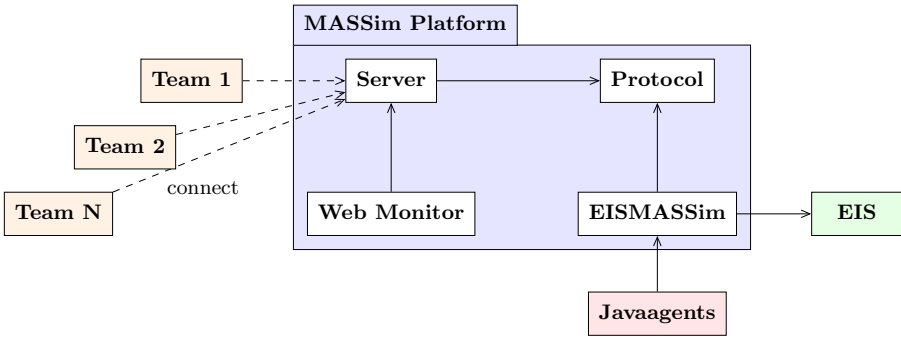 MASSim Platform
Team 1
Server
Protocol
Team 2
connect
Team N
Web Monitor
EISMASSim
EIS
Javaagents